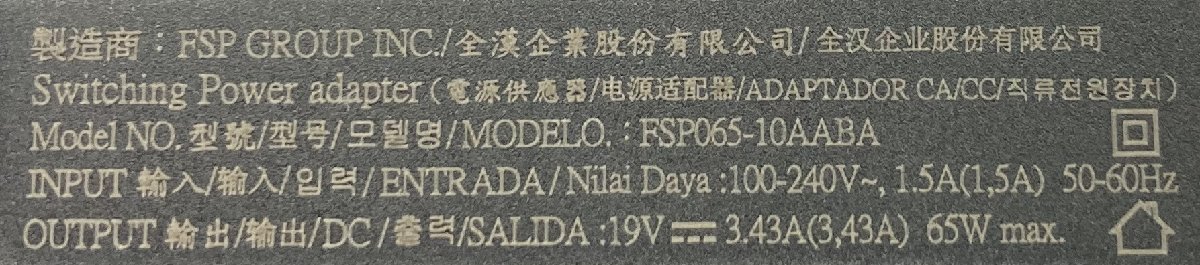 製造商：FSP GROUP INC./全漢企業股份有限公司/全汉企业股份有限公司
Switching Power adapter (電源供應器/电源适配器/ADAPTADOR CA/CC/직류전원장치)
Model NO. 型號/型号/모델명/MODELO. : FSP065-10AABA
INPUT 輸入/输入/입력/ENTRADA/Nilai Daya :100-240V~, 1.5A(1,5A) 50-60Hz
OUTPUT 輸出/输出/DC/출력/SALIDA :19V⎓3.43A(3,43A) 65W max.